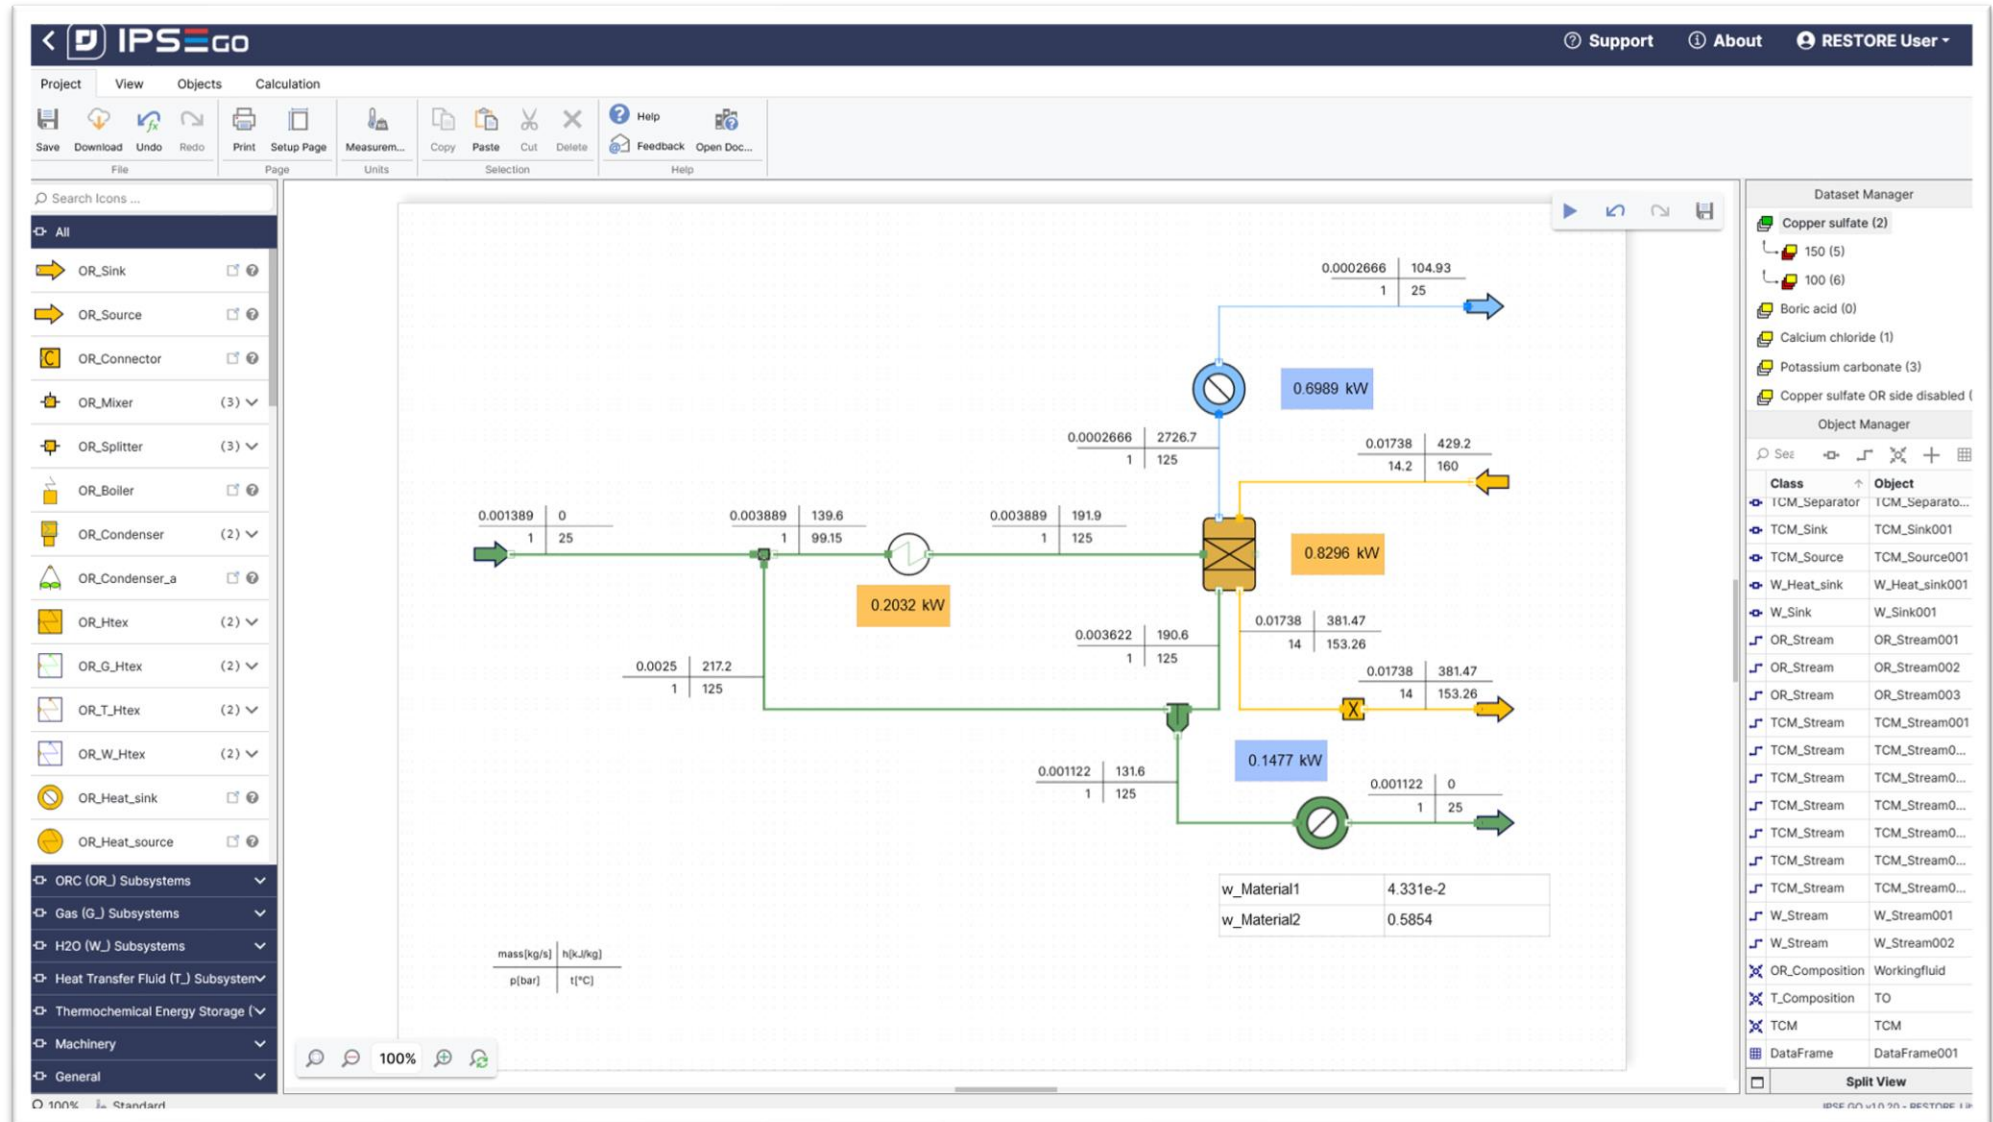 IPSEGO
Support
About
RESTORE User
Project
View
Objects
Calculation
Save
Download
Undo
Redo
Print
Setup Page
Measurem...
Copy
Paste
Cut
Delete
Help
Feedback
Open Doc...
File
Page
Units
Selection
Help
Search Icons ...
All
OR_Sink
OR_Source
OR_Connector
OR_Mixer (3)
OR_Splitter (3)
OR_Boiler
OR_Condenser (2)
OR_Condenser_a
OR_Htex (2)
OR_G_Htex (2)
OR_T_Htex (2)
OR_W_Htex (2)
OR_Heat_sink
OR_Heat_source
ORC (OR_) Subsystems
Gas (G_) Subsystems
H2O (W_) Subsystems
Heat Transfer Fluid (T_) Subsystem
Thermochemical Energy Storage (
Machinery
General
100% Standard
0.0002666 104.93
1 25
0.6989 kW
0.0002666 2726.7
1 125
0.01738 429.2
14.2 160
0.001389 0
1 25
0.003889 139.6
1 99.15
0.003889 191.9
1 125
0.8296 kW
0.2032 kW
0.01738 381.47
14 153.26
0.003622 190.6
1 125
0.0025 217.2
1 125
0.01738 381.47
14 153.26
0.1477 kW
0.001122 131.6
1 125
0.001122 0
1 25
w_Material1 4.331e-2
w_Material2 0.5854
mass[kg/s] h[kJ/kg]
p[bar] t[°C]
100%
Dataset Manager
Copper sulfate (2)
150 (5)
100 (6)
Boric acid (0)
Calcium chloride (1)
Potassium carbonate (3)
Copper sulfate OR side disabled (
Object Manager
Sea
Class Object
TCM_Separator TCM_Separato...
TCM_Sink TCM_Sink001
TCM_Source TCM_Source001
W_Heat_sink W_Heat_sink001
W_Sink W_Sink001
OR_Stream OR_Stream001
OR_Stream OR_Stream002
OR_Stream OR_Stream003
TCM_Stream TCM_Stream001
TCM_Stream TCM_Stream0...
TCM_Stream TCM_Stream0...
TCM_Stream TCM_Stream0...
TCM_Stream TCM_Stream0...
TCM_Stream TCM_Stream0...
TCM_Stream TCM_Stream0...
W_Stream W_Stream001
W_Stream W_Stream002
OR_Composition Workingfluid
T_Composition TO
TCM TCM
DataFrame DataFrame001
Split View